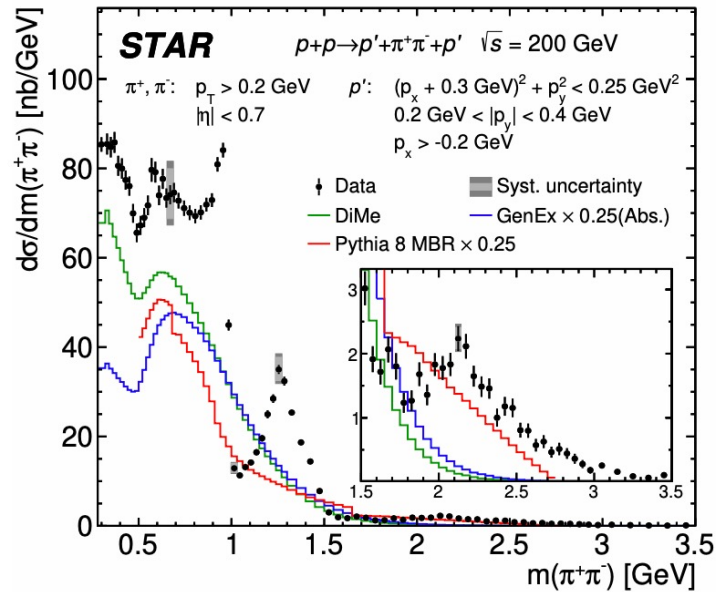 STAR
p+p→p'+π⁺π⁻+p' √s = 200 GeV
π⁺, π⁻: p_T > 0.2 GeV
|η| < 0.7
p': (p_x + 0.3 GeV)² + p_y² < 0.25 GeV²
0.2 GeV < |p_y| < 0.4 GeV
p_x > -0.2 GeV
Data
Syst. uncertainty
DiMe
GenEx × 0.25(Abs.)
Pythia 8 MBR × 0.25
dσ/dm(π⁺π⁻) [nb/GeV]
100
80
60
40
20
0
3
2
1
1.5 2 2.5 3 3.5
0.5 1 1.5 2 2.5 3 3.5
m(π⁺π⁻) [GeV]